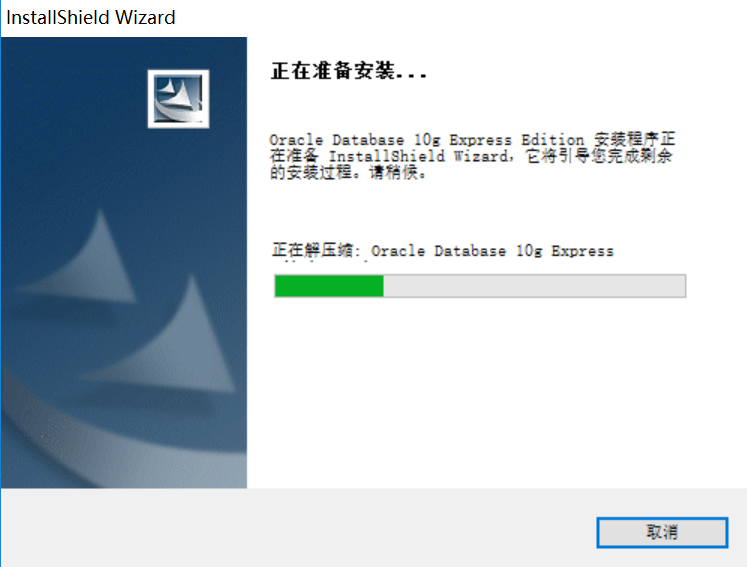 InstallShield Wizard
正在准备安装...
Oracle Database 10g Express Edition 安装程序正
在准备 InstallShield Wizard，它将引导您完成剩余
的安装过程。请稍候。
正在解压缩: Oracle Database 10g Express
取消